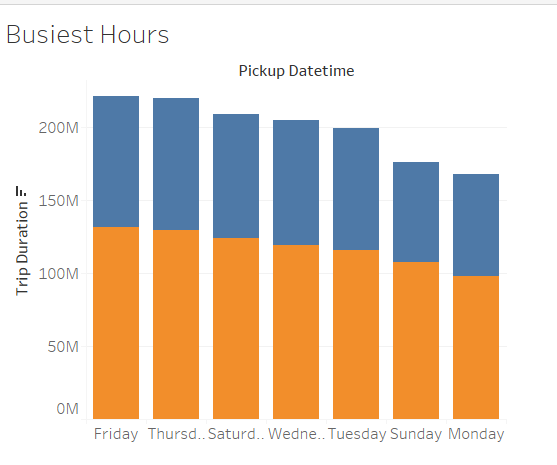 Busiest Hours
Pickup Datetime
Trip Duration
200M
150M
100M
50M
0M
Friday Thursd.. Saturd.. Wedne.. Tuesday Sunday Monday